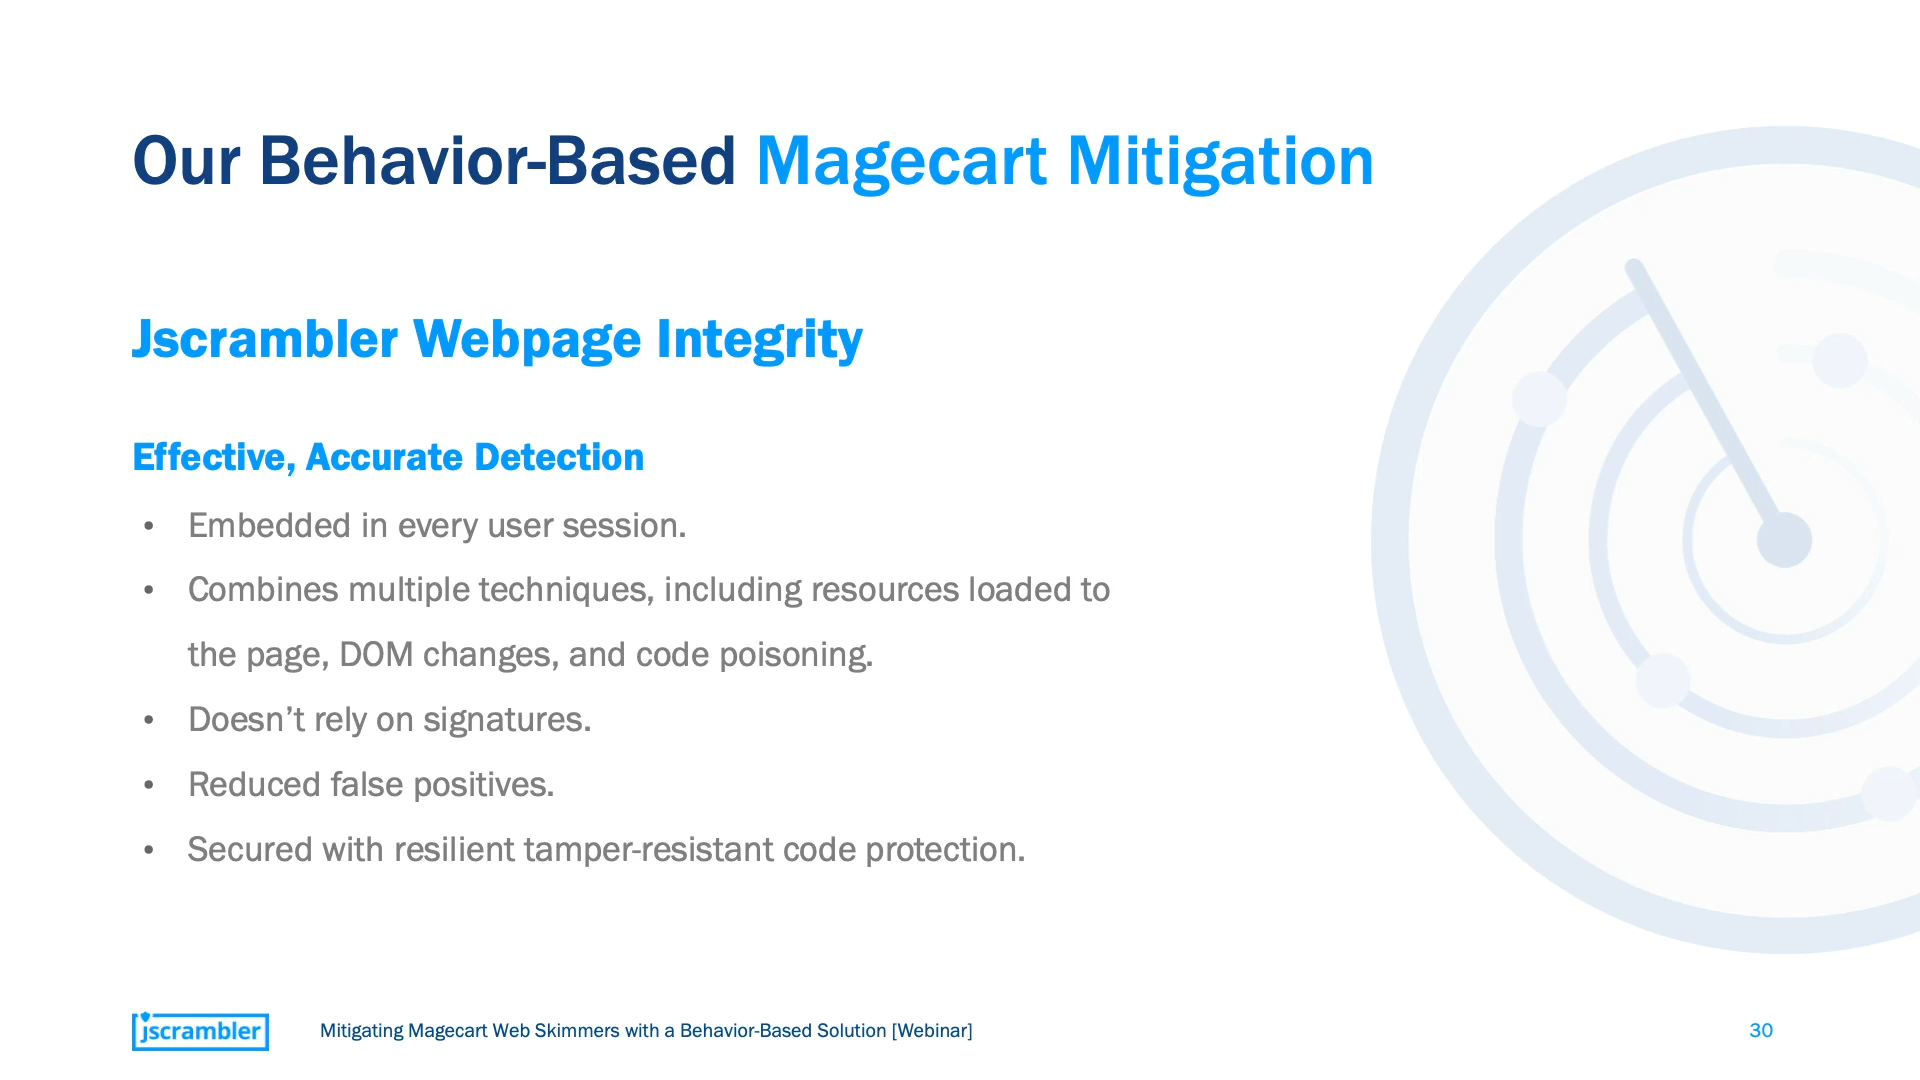 Our Behavior-Based Magecart Mitigation
Jscrambler Webpage Integrity
Effective, Accurate Detection
• Embedded in every user session.
• Combines multiple techniques, including resources loaded to
the page, DOM changes, and code poisoning.
• Doesn’t rely on signatures.
• Reduced false positives.
• Secured with resilient tamper-resistant code protection.
jscrambler
Mitigating Magecart Web Skimmers with a Behavior-Based Solution [Webinar]
30